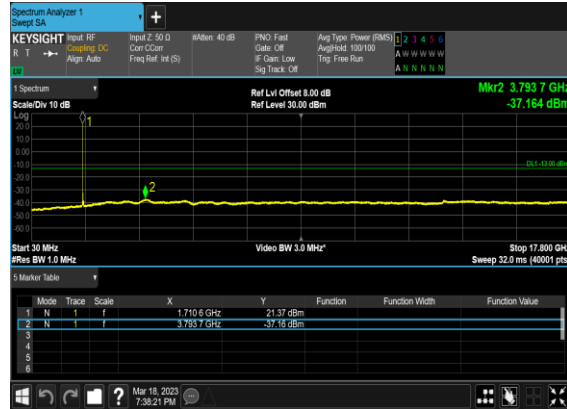 Spectrum Analyzer 1
Swept SA
+
KEYSIGHT Input: RF Input Z: 50 Ω #Atten: 40 dB PNO: Fast Avg Type: Power (RMS) 1 2 3 4 5 6
R T Coupling: DC Corr CCorr Gate: Off Avg|Hold: 100/100 A W W W W W
Align: Auto Freq Ref: Int (S) IF Gain: Low Trig: Free Run
Sig Track: Off A N N N N N
1 Spectrum Ref Lvl Offset 8.00 dB Mkr2 3.793 7 GHz
Scale/Div 10 dB Ref Level 30.00 dBm -37.164 dBm
Log
20.0
10.0
0.00
-10.0
-20.0
-30.0
-40.0
-50.0
-60.0
1
DL1 -13.00 dBm
2
Start 30 MHz Video BW 3.0 MHz* Stop 17.800 GHz
#Res BW 1.0 MHz Sweep 32.0 ms (40001 pts)
5 Marker Table
Mode Trace Scale X Y Function Function Width Function Value
1 N 1 f 1.710 6 GHz 21.37 dBm
2 N 1 f 3.793 7 GHz -37.16 dBm
3
4
5
6
? Mar 18, 2023
7:38:21 PM